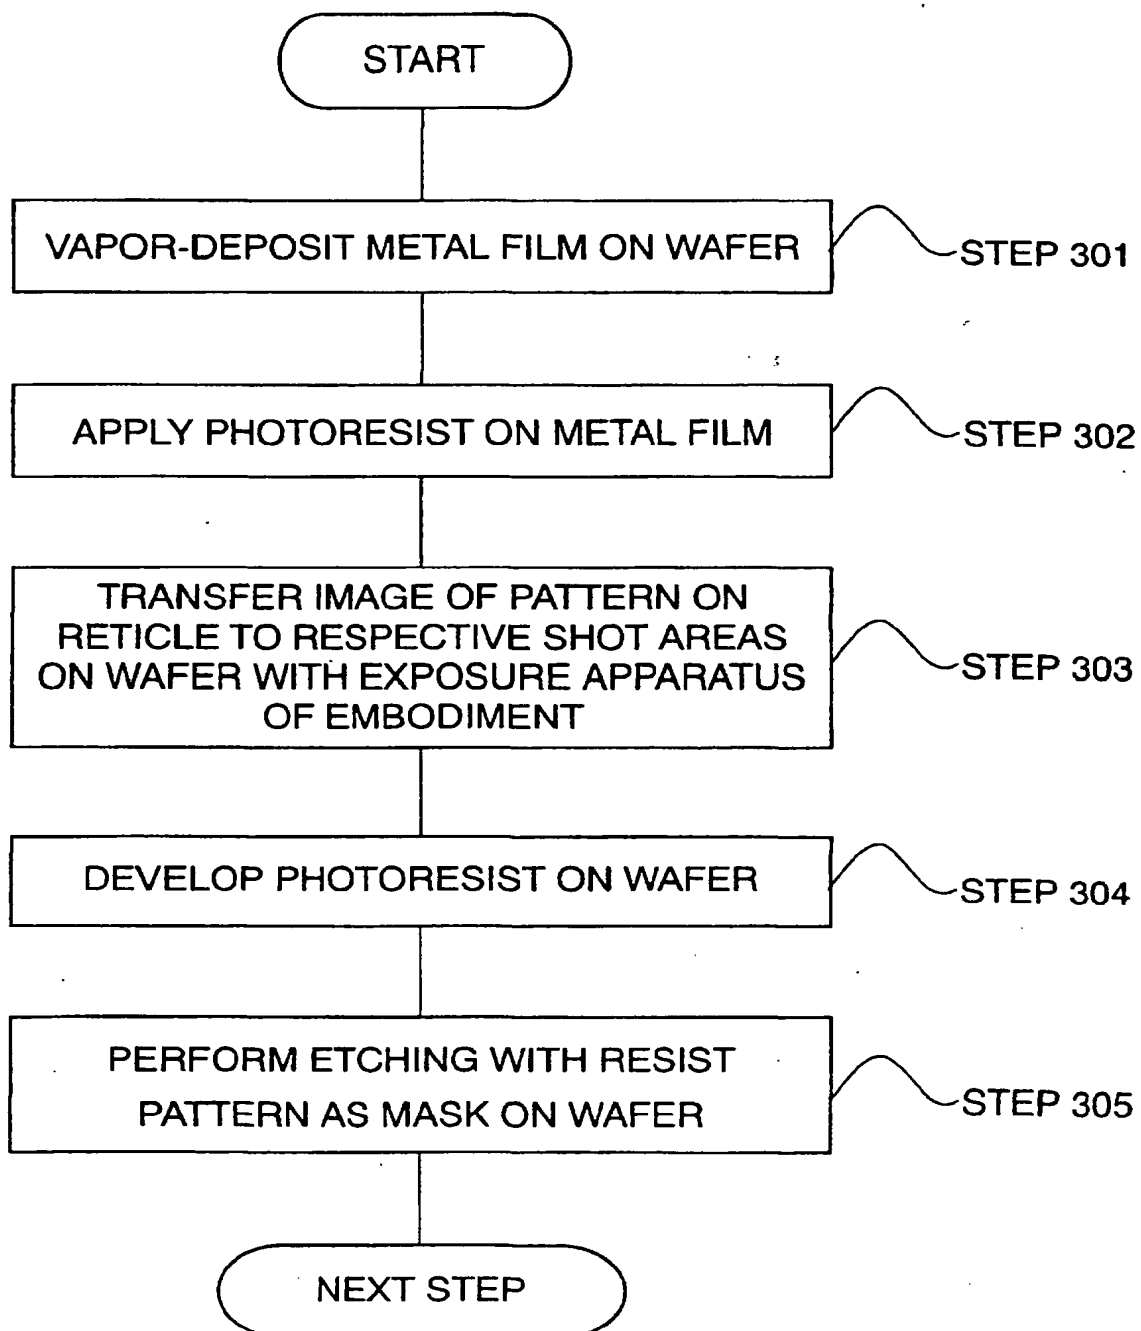 START
VAPOR-DEPOSIT METAL FILM ON WAFER
STEP 301
APPLY PHOTORESIST ON METAL FILM
STEP 302
TRANSFER IMAGE OF PATTERN ON
RETICLE TO RESPECTIVE SHOT AREAS
ON WAFER WITH EXPOSURE APPARATUS
OF EMBODIMENT
STEP 303
DEVELOP PHOTORESIST ON WAFER
STEP 304
PERFORM ETCHING WITH RESIST
PATTERN AS MASK ON WAFER
STEP 305
NEXT STEP